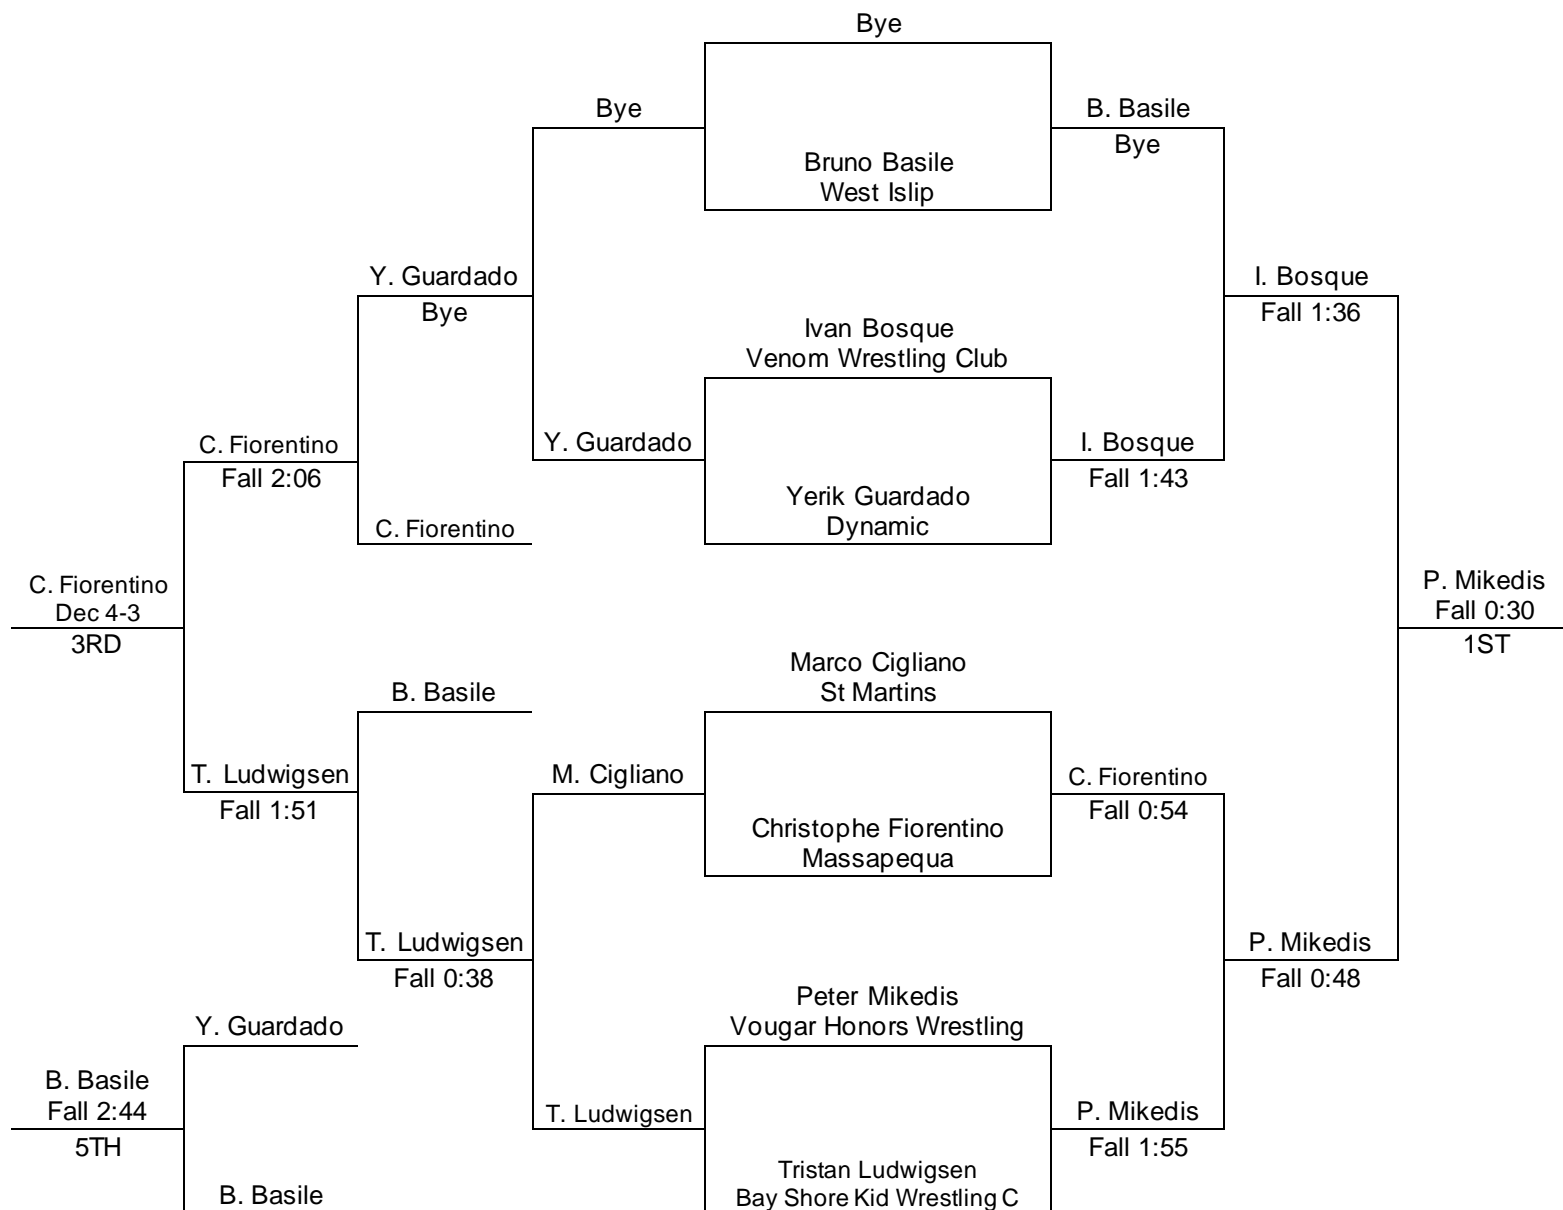 Bye
Bye
B. Basile
Bye
Bruno Basile
West Islip
Y. Guardado
Bye
I. Bosque
Fall 1:36
Ivan Bosque
Venom Wrestling Club
C. Fiorentino
Fall 2:06
Y. Guardado
I. Bosque
Fall 1:43
Yerik Guardado
Dynamic
C. Fiorentino
C. Fiorentino
Dec 4-3
3RD
P. Mikedis
Fall 0:30
1ST
Marco Cigliano
St Martins
B. Basile
T. Ludwigsen
Fall 1:51
M. Cigliano
C. Fiorentino
Fall 0:54
Christophe Fiorentino
Massapequa
T. Ludwigsen
Fall 0:38
P. Mikedis
Fall 0:48
Peter Mikedis
Vougar Honors Wrestling
Y. Guardado
B. Basile
Fall 2:44
5TH
T. Ludwigsen
P. Mikedis
Fall 1:55
Tristan Ludwigsen
Bay Shore Kid Wrestling C
B. Basile